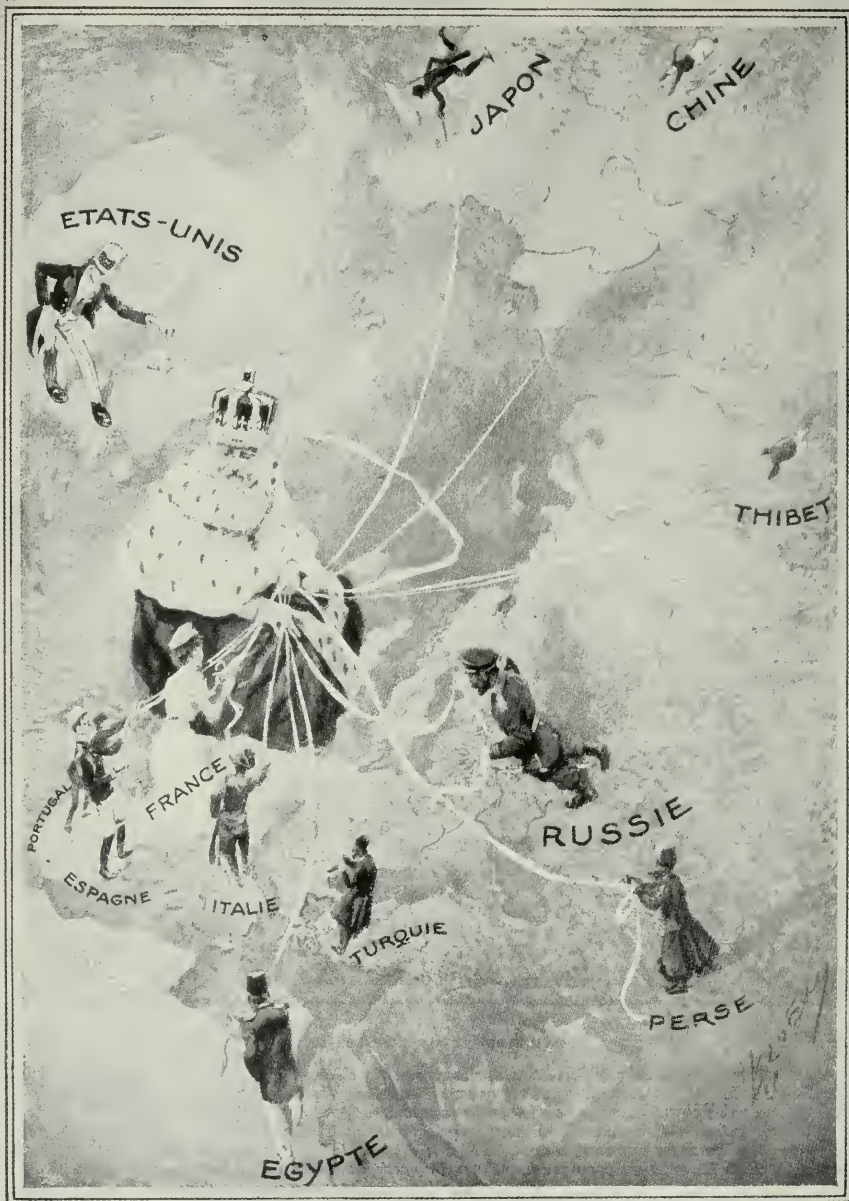 JAPON
CHINE
ETATS-UNIS
THIBET
PORTUGAL
FRANCE
RUSSIE
ESPAGNE
ITALIE
TURQUIE
PERSE
EGYPTE